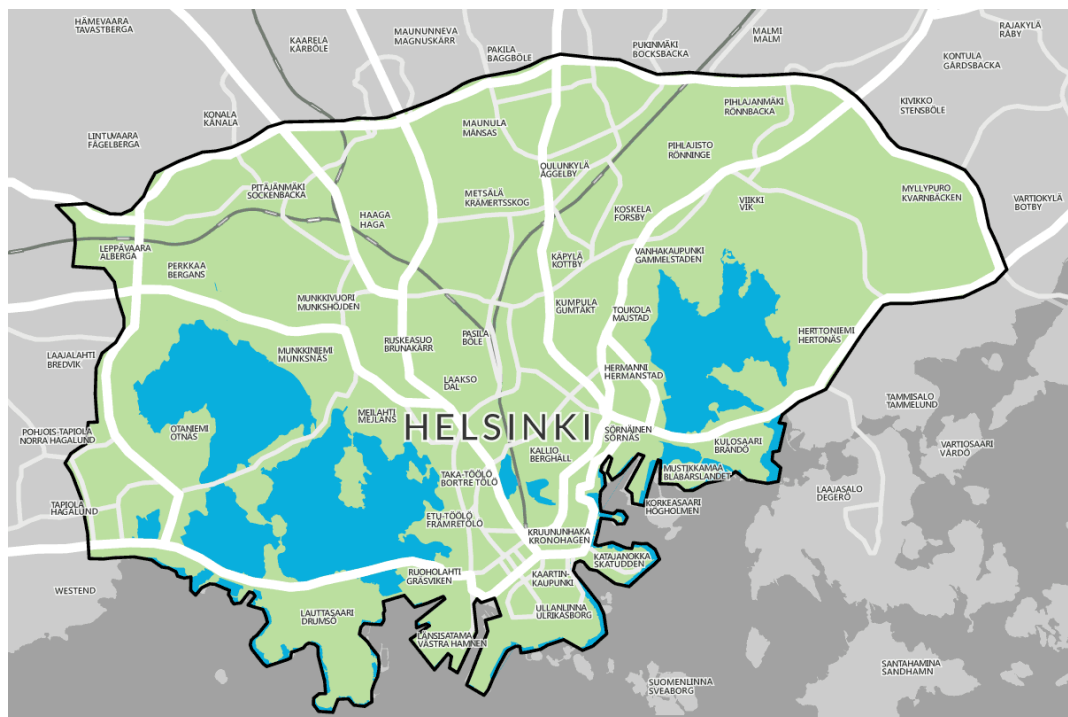 HÄMEVAARA
TAVASTBERGA
KAARELA
KÅRBÖLE
MAUNUNNEVA
MAGNUSKÄRR
PAKILA
BAGGBÖLE
PUKINMÄKI
BOCKSBACKA
MALMI
MALM
RAJAKYLÄ
RÅBY
KONTULA
GÅRDSBACKA
KIVIKKO
STENSBÖLE
KONALA
KÅNALA
LINTUVAARA
FÅGELBERGA
MAUNULA
MÅNSAS
PIHLAJANMÄKI
RÖNNBACKA
PIHLAJISTO
RÖNNINGE
OULUNKYLÄ
ÅGGELBY
PITÄJÄNMÄKI
SOCKENBACKA
METSÄLÄ
KRÄMERTSSKOG
HAAGA
HAGA
KOSKELA
FORSBY
VIIKKI
VIK
MYLLYPURO
KVARNBÄCKEN
VARTIOKYLÄ
BOTBY
LEPPÄVAARA
ALBERGA
PERKKAA
BERGANS
KÄPYLÄ
KOTTBY
VANHAKAUPUNKI
GAMMELSTADEN
MUNKKIVUORI
MUNKSHÖJDEN
KUMPULA
GUMTÄKT
TOUKOLA
MAJSTAD
HERTTONIEMI
HERTONÄS
RUSKEASUO
BRUNAKÄRR
PASILA
BÖLE
LAAJALAHTI
BREDVIK
MUNKKINIEMI
MUNKSNÄS
LAAKSO
DAL
HERMANNI
HERMANSTAD
TAMMISALO
TAMMELUND
MEILAHTI
MEJLANS
HELSINKI
OTANIEMI
OTNÄS
POHJOIS-TAPIOLA
NORRA HAGALUND
SÖRNÄINEN
SÖRNÄS
KULOSAARI
BRÄNDÖ
VARTIOSAARI
VÅRDÖ
KALLIO
BERGHÄLL
MUSTIKKAMAA
BLÅBÄRSLANDET
TAKA-TÖÖLÖ
BORTRE TÖLÖ
LAAJASALO
DEGERÖ
KORKEASAARI
HÖGHOLMEN
TAPIOLA
HAGALUND
ETU-TÖÖLÖ
FRÄMRETÖLÖ
KRUUNUNHAKA
KRONOHAGEN
KATAJANOKKA
SKATUDDEN
RUOHOLAHTI
GRÄSVIKEN
KAARTIN-
KAUPUNKI
WESTEND
LAUTTASAARI
DRUMSÖ
ULLANLINNA
ULRIKASBORG
LÄNSISATAMA
VÄSTRA HAMNEN
SANTAHAMINA
SANDHAMN
SUOMENLINNA
SVEABORG